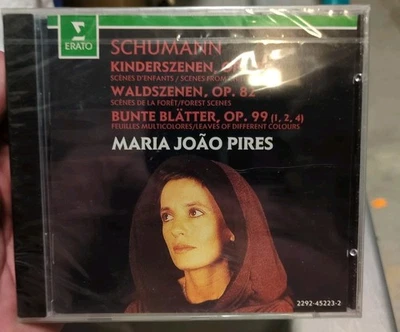 ERATO
SCHUMANN
KINDERSZENEN,
SCÈNES D'ENFANTS / SCENES FROM
WALDSZENEN, OP. 82
SCÈNES DE LA FORÊT/FOREST SCENES
BUNTE BLÄTTER, OP. 99 (1, 2, 4)
FEUILLES MULTICOLORES/LEAVES OF DIFFERENT COLOURS
MARIA JOÃO PIRES
2292-45223-2